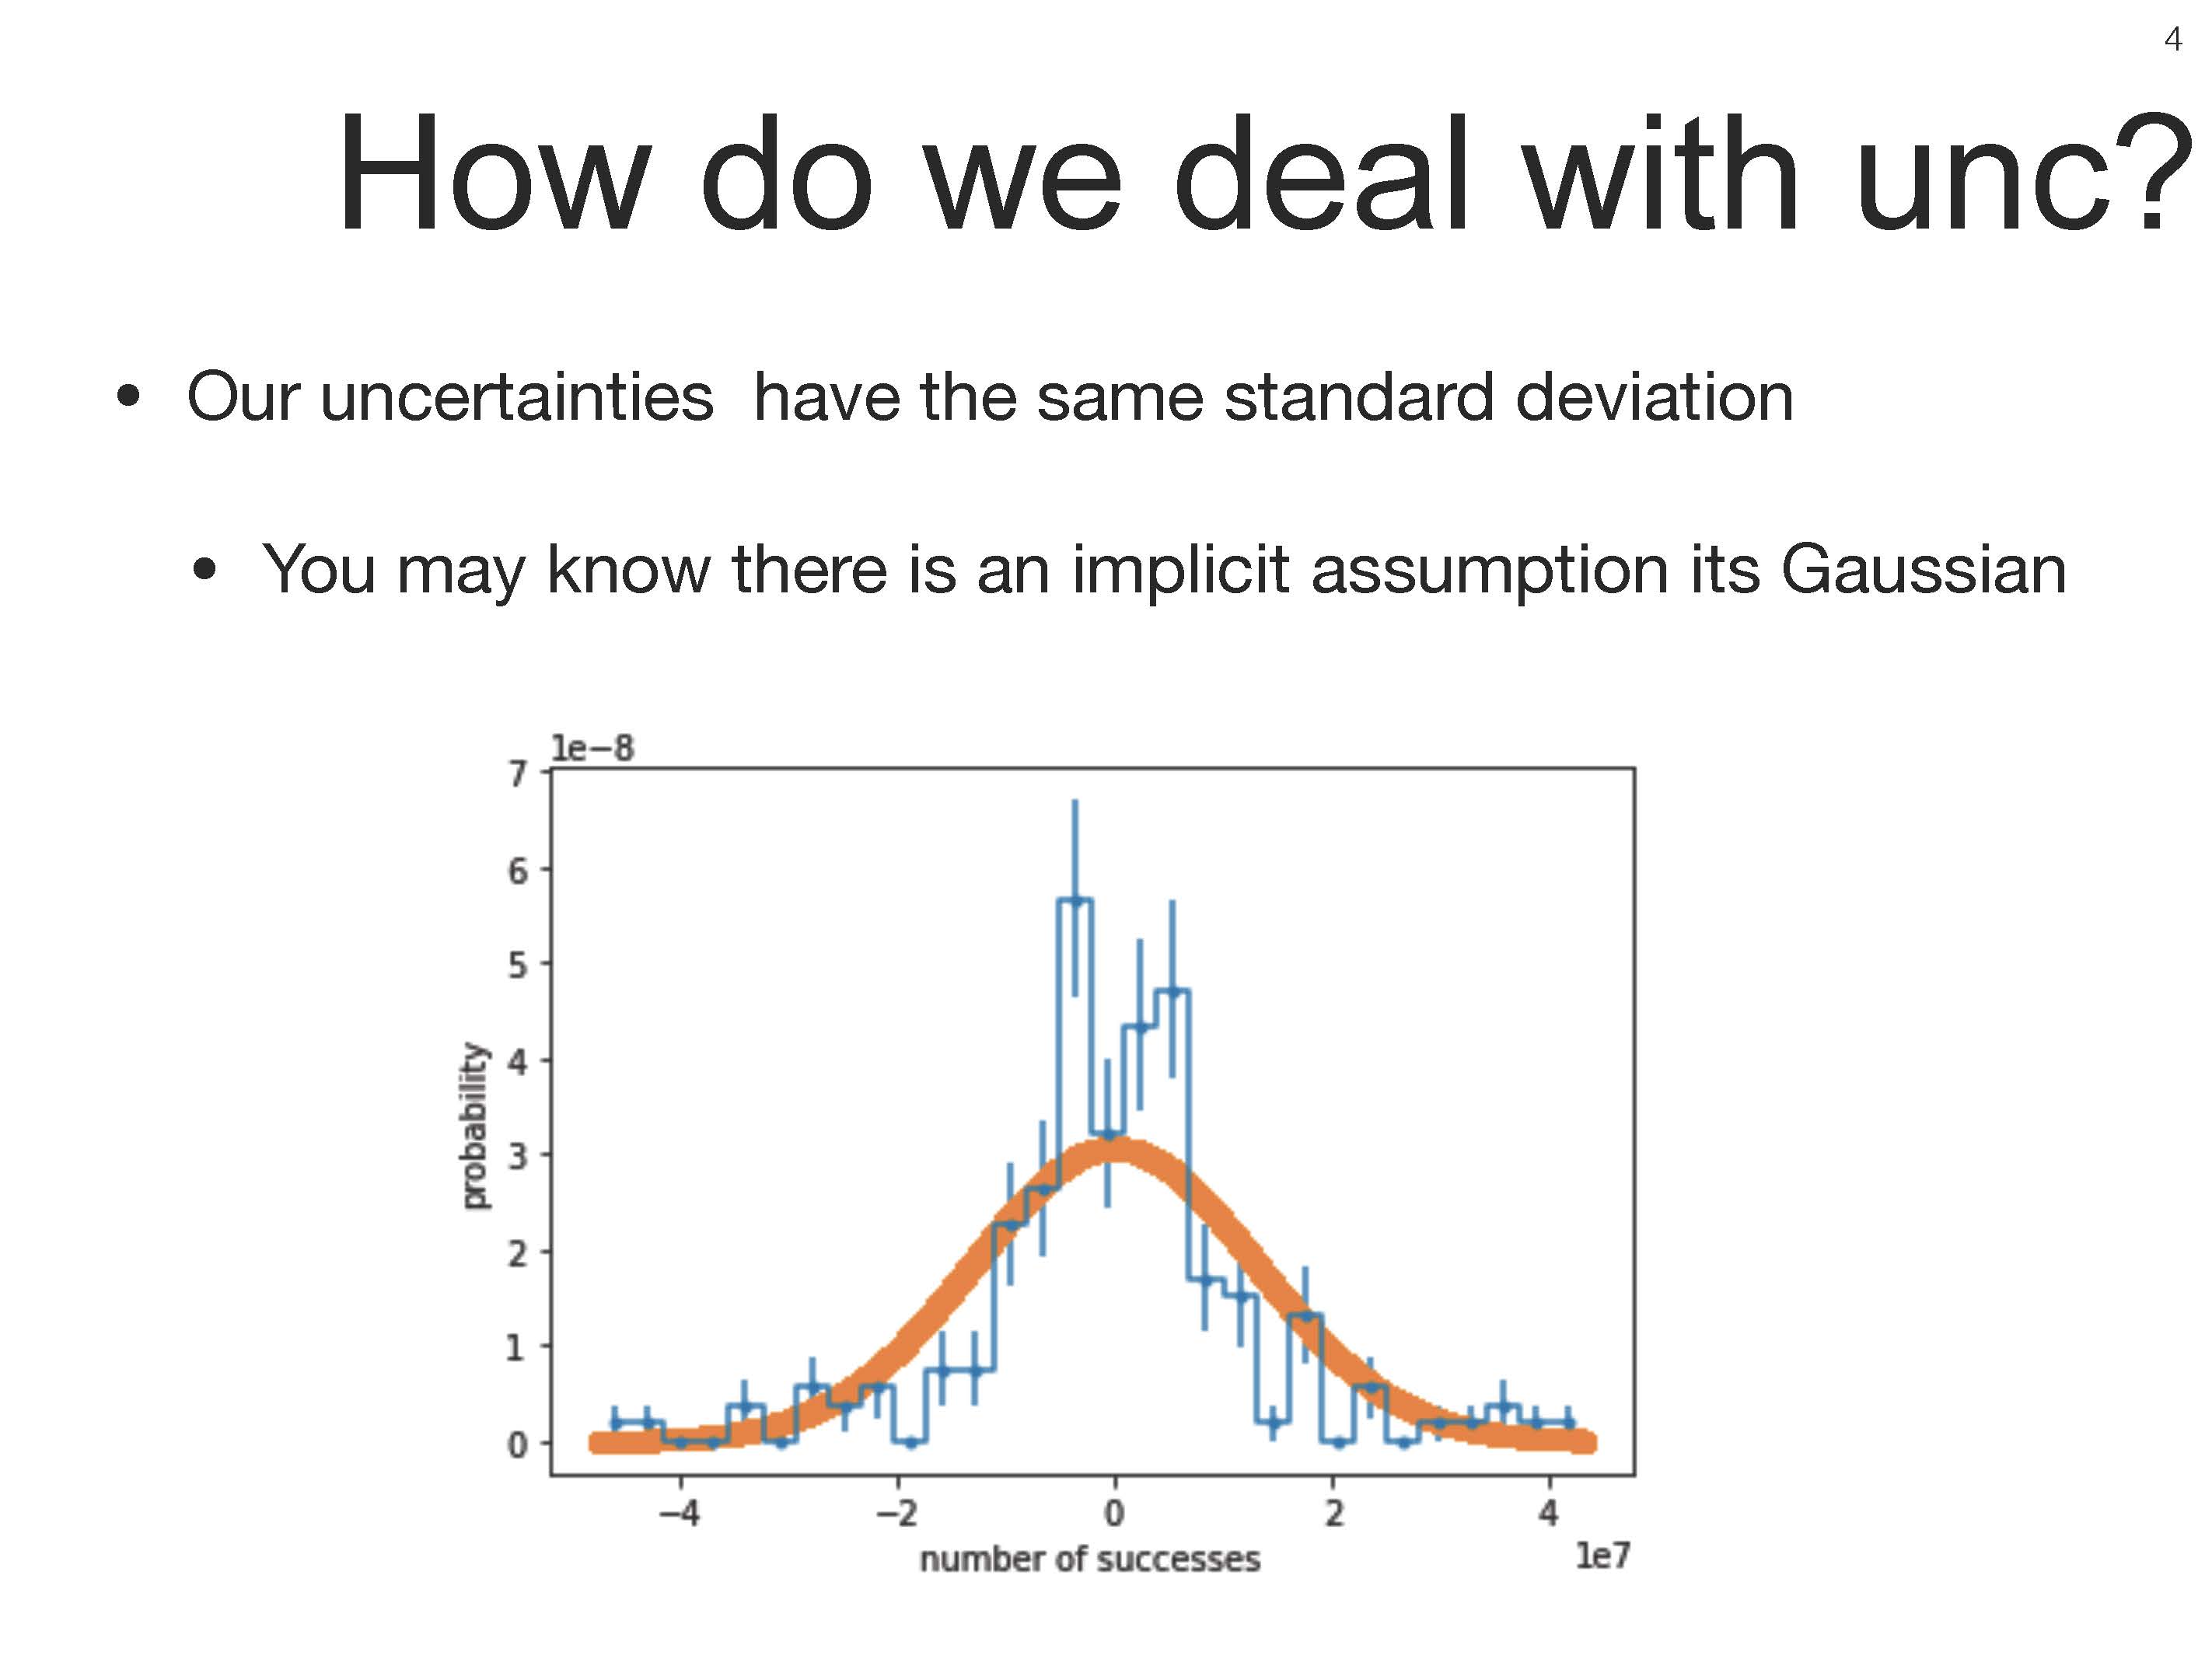 4
How do we deal with unc?
• Our uncertainties  have the same standard deviation
• You may know there is an implicit assumption its Gaussian
1e−8
7
6
5
4
3
2
1
0
probability
−4 −2 0 2 4
number of successes
1e7